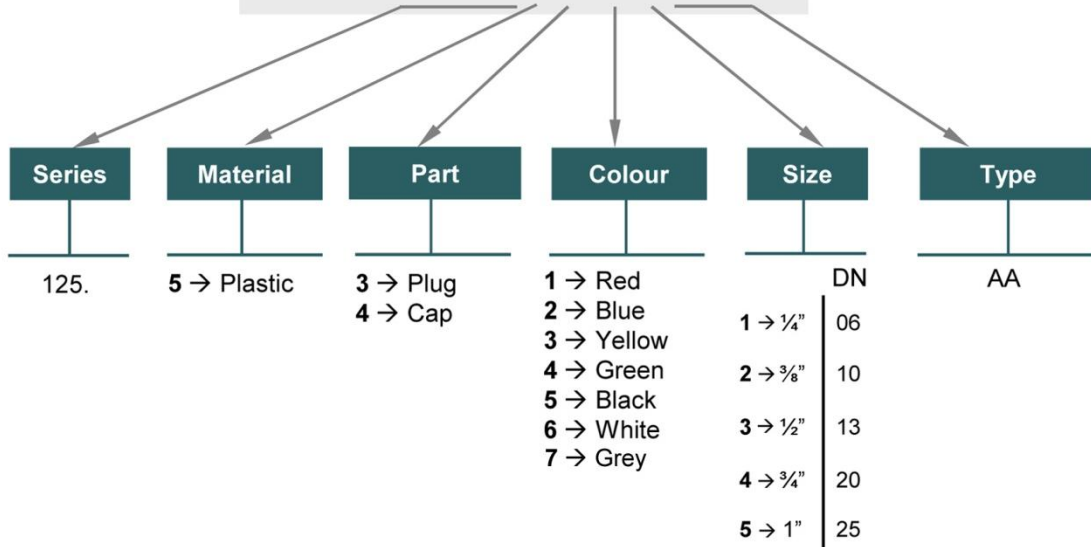 Series
Material
Part
Colour
Size
Type
125.
5 → Plastic
3 → Plug
4 → Cap
1 → Red
2 → Blue
3 → Yellow
4 → Green
5 → Black
6 → White
7 → Grey
DN
1 → ¼” 06
2 → ⅜” 10
3 → ½” 13
4 → ¾” 20
5 → 1” 25
AA